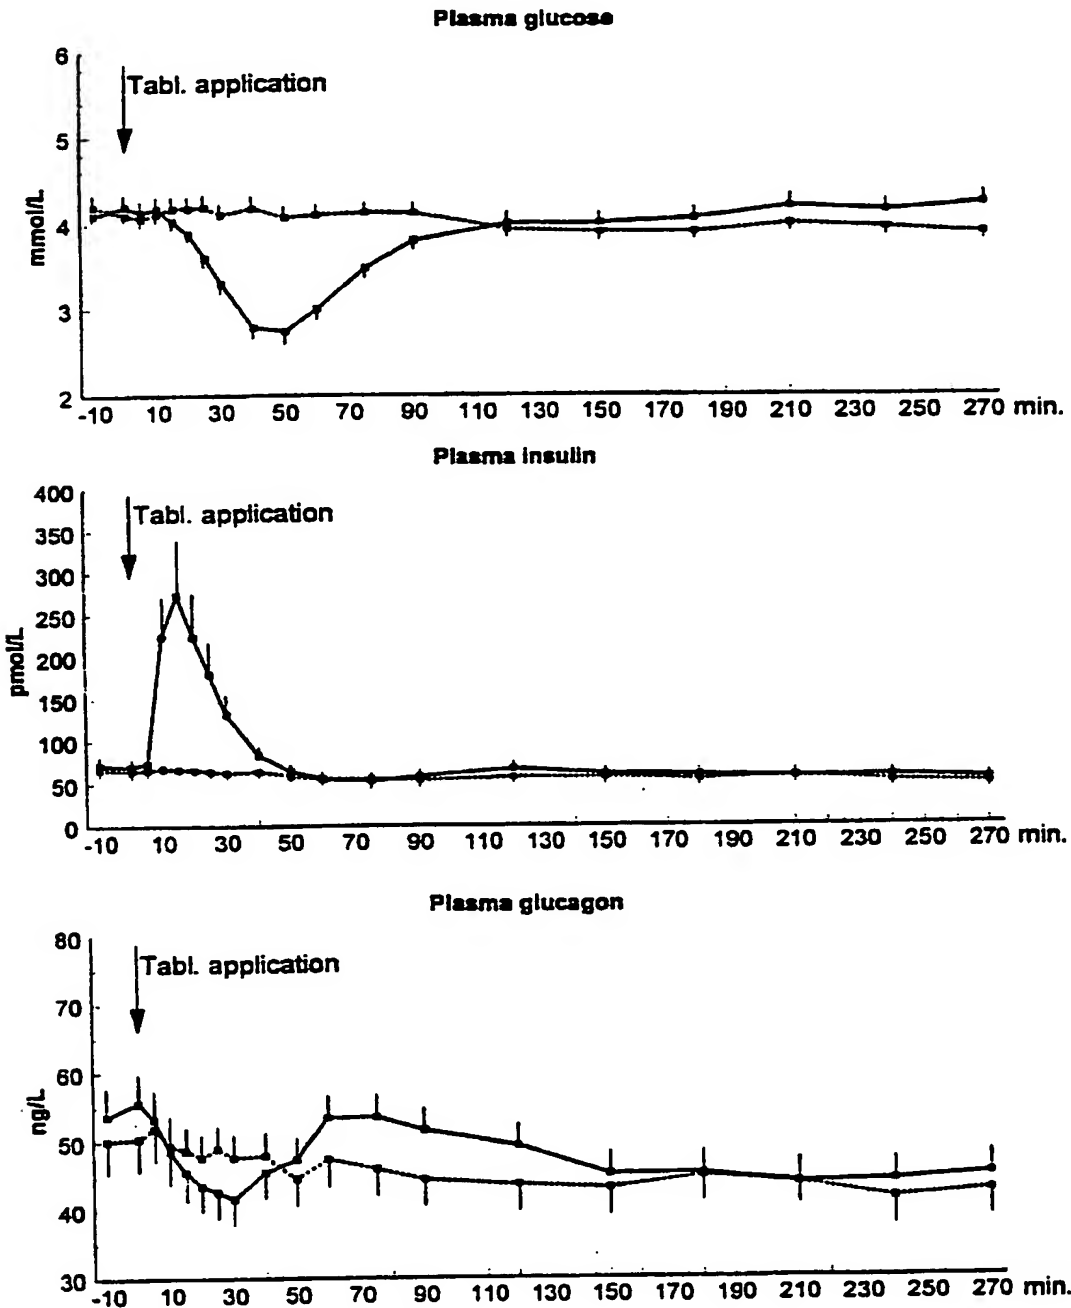 Plasma glucose
6
Tabl. application
5
mmol/L
4
3
2
-10 10 30 50 70 90 110 130 150 170 190 210 230 250 270 min.
Plasma insulin
400
Tabl. application
350
300
250
pmol/L
200
150
100
50
0
-10 10 30 50 70 90 110 130 150 170 190 210 230 250 270 min.
Plasma glucagon
80
Tabl. application
70
60
ng/L
50
40
30
-10 10 30 50 70 90 110 130 150 170 190 210 230 250 270 min.